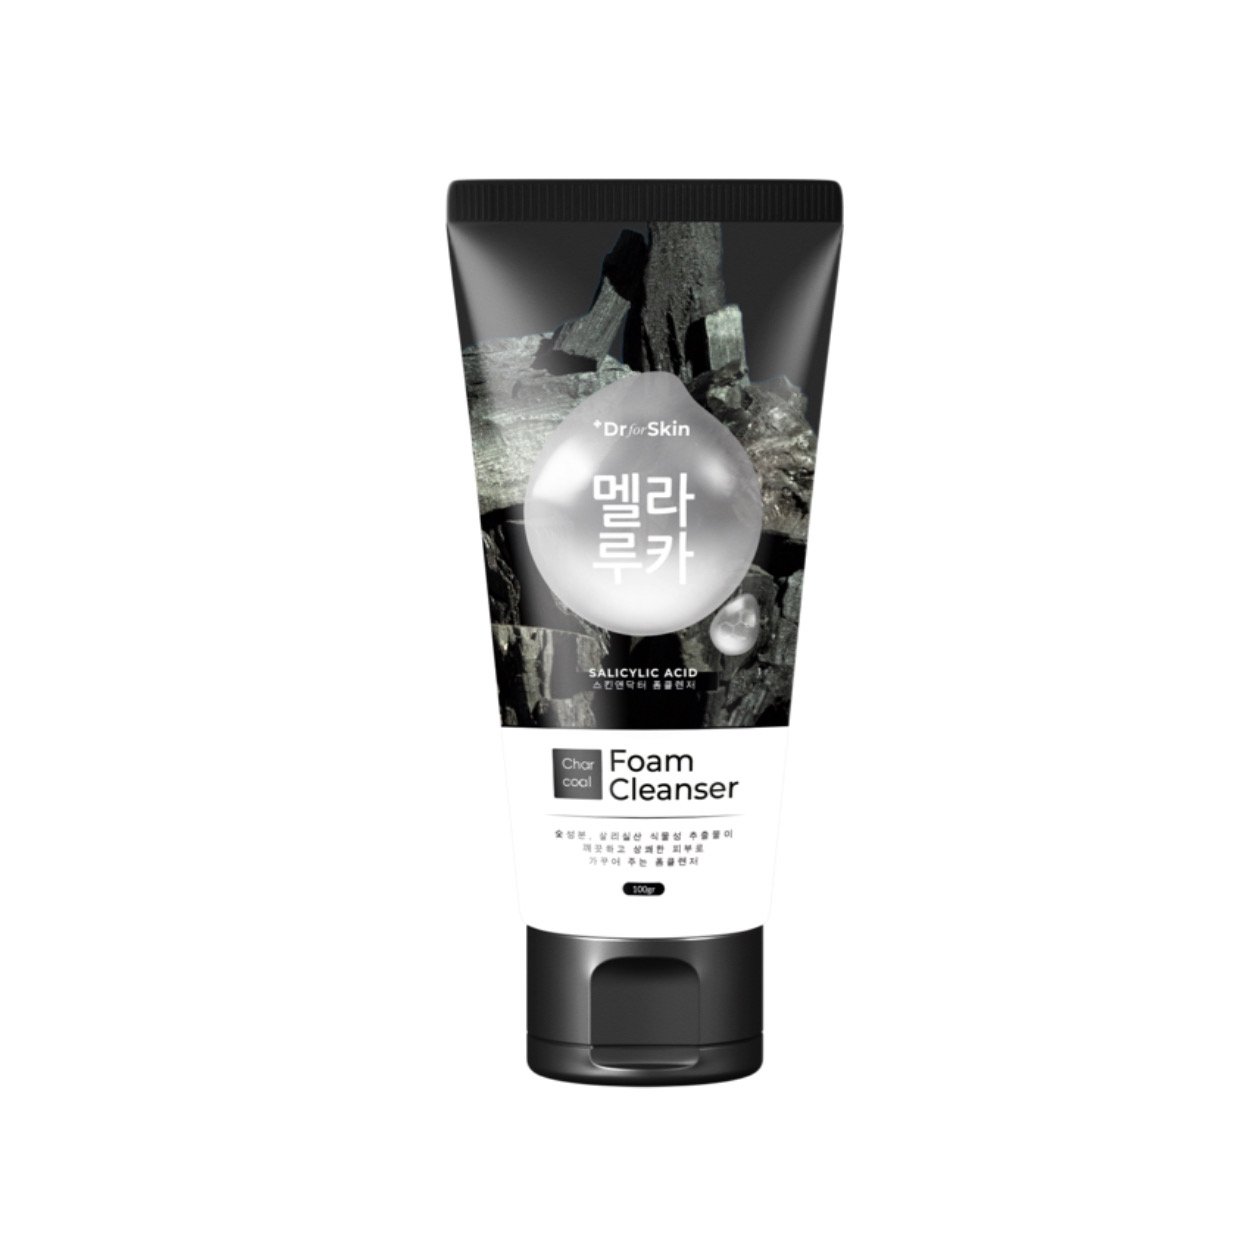 +Dr for Skin
멜라
루카
SALICYLIC ACID
스킨앤닥터 폼클렌저
Char
coal
Foam
Cleanser
숯성분, 살리실산 식물성 추출물이
깨끗하고 상쾌한 피부로
가꾸어 주는 폼클렌저
100gr